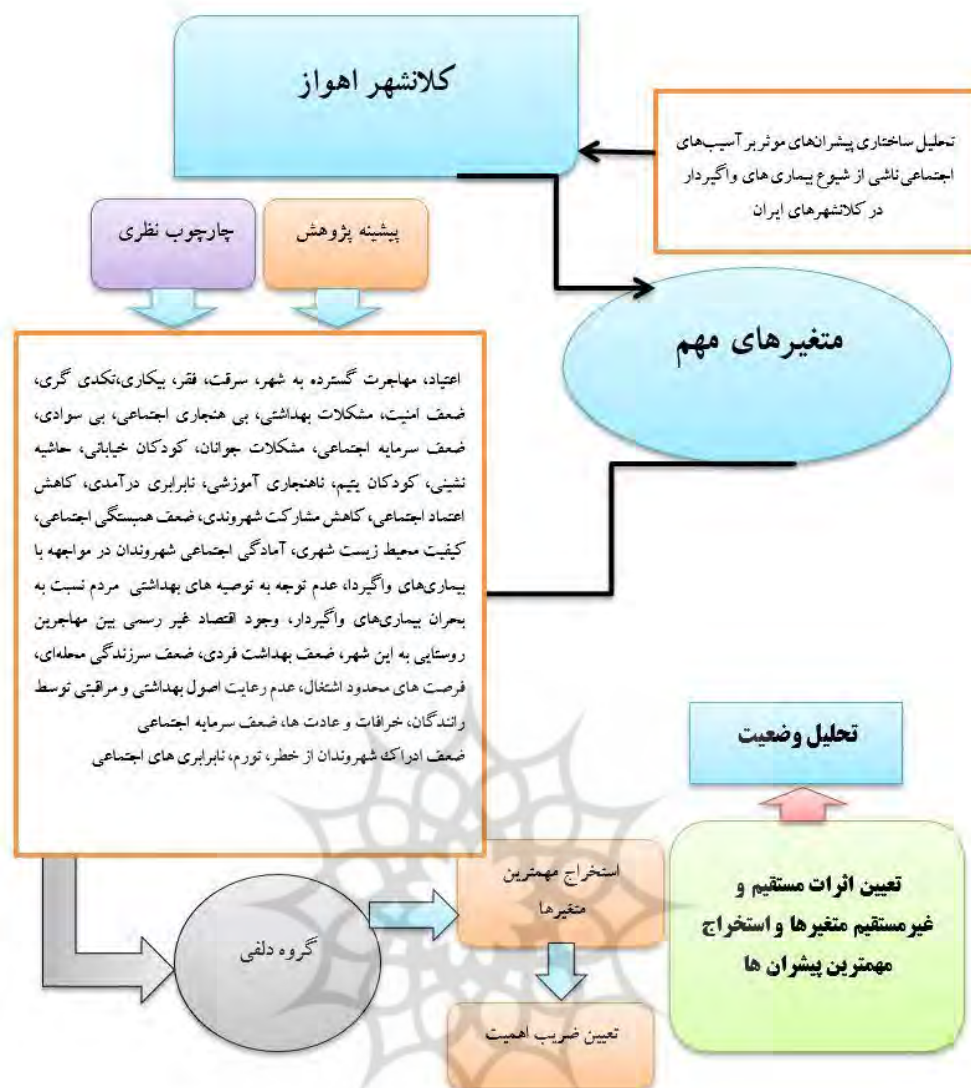 کلانشهر اهواز
تحلیل ساختاری پیشران‌های موثر بر آسیب‌های
اجتماعی ناشی از شیوع بیماری های واگیردار
در کلانشهرهای ایران
پیشینه پژوهش
چارچوب نظری
متغیرهای مهم
اعتیاد، مهاجرت گسترده به شهر، سرقت، فقر، بیکاری،تکدی گری،
ضعف امنیت، مشکلات بهداشتی، بی هنجاری اجتماعی، بی سوادی،
ضعف سرمایه اجتماعی، مشکلات جوانان، کودکان خیابانی، حاشیه
نشینی، کودکان یتیم، ناهنجاری آموزشی، نابرابری درآمدی، کاهش
اعتماد اجتماعی، کاهش مشارکت شهروندی، ضعف همبستگی اجتماعی،
کیفیت محیط زیست شهری، آمادگی اجتماعی شهروندان در مواجهه با
بیماری‌های واگیردا، عدم توجه به توصیه های بهداشتی مردم نسبت به
بحران بیماری‌های واگیردار، وجود اقتصاد غیر رسمی بین مهاجرین
روستایی به این شهر، ضعف بهداشت فردی، ضعف سرزندگی محله‌ای،
فرصت های محدود اشتغال، عدم رعایت اصول بهداشتی و مراقبتی توسط
رانندگان، خرافات و عادت ها، ضعف سرمایه اجتماعی
ضعف ادراک شهروندان از خطر، تورم، نابرابری های اجتماعی
تحلیل وضعیت
تعیین اثرات مستقیم و
غیرمستقیم متغیرها و استخراج
مهمترین پیشران ها
استخراج مهمترین
متغیرها
گروه دلفی
تعیین ضریب اهمیت